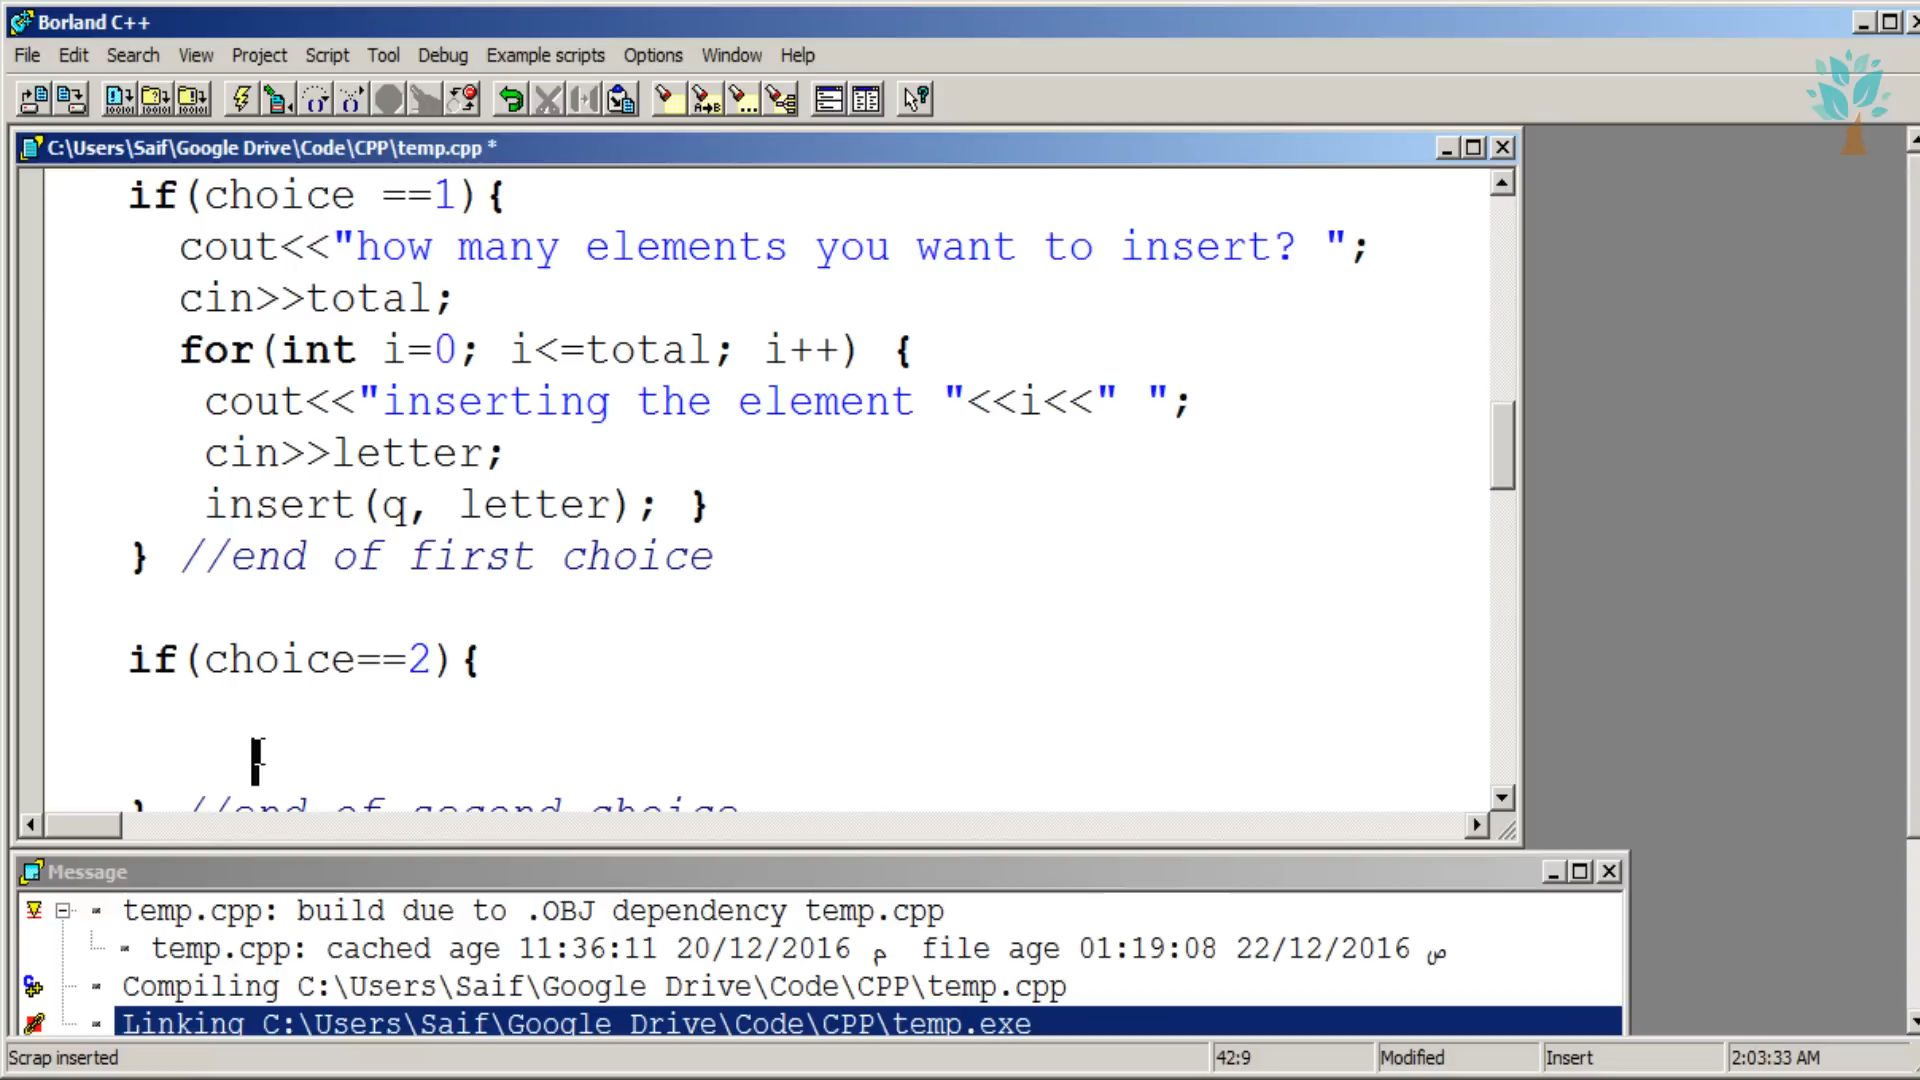 Borland C++
File Edit Search View Project Script Tool Debug Example scripts Options Window Help
C:\Users\Saif\Google Drive\Code\CPP\temp.cpp *
if(choice ==1){
cout<<"how many elements you want to insert? ";
cin>>total;
for(int i=0; i<=total; i++) {
cout<<"inserting the element "<<i<<" ";
cin>>letter;
insert(q, letter); }
} //end of first choice
if(choice==2){
} //end of second choice
Message
temp.cpp: build due to .OBJ dependency temp.cpp
temp.cpp: cached age 11:36:11 20/12/2016 م file age 01:19:08 22/12/2016 ص
Compiling C:\Users\Saif\Google Drive\Code\CPP\temp.cpp
Linking C:\Users\Saif\Google Drive\Code\CPP\temp.exe
Scrap inserted 42:9 Modified Insert 2:03:33 AM